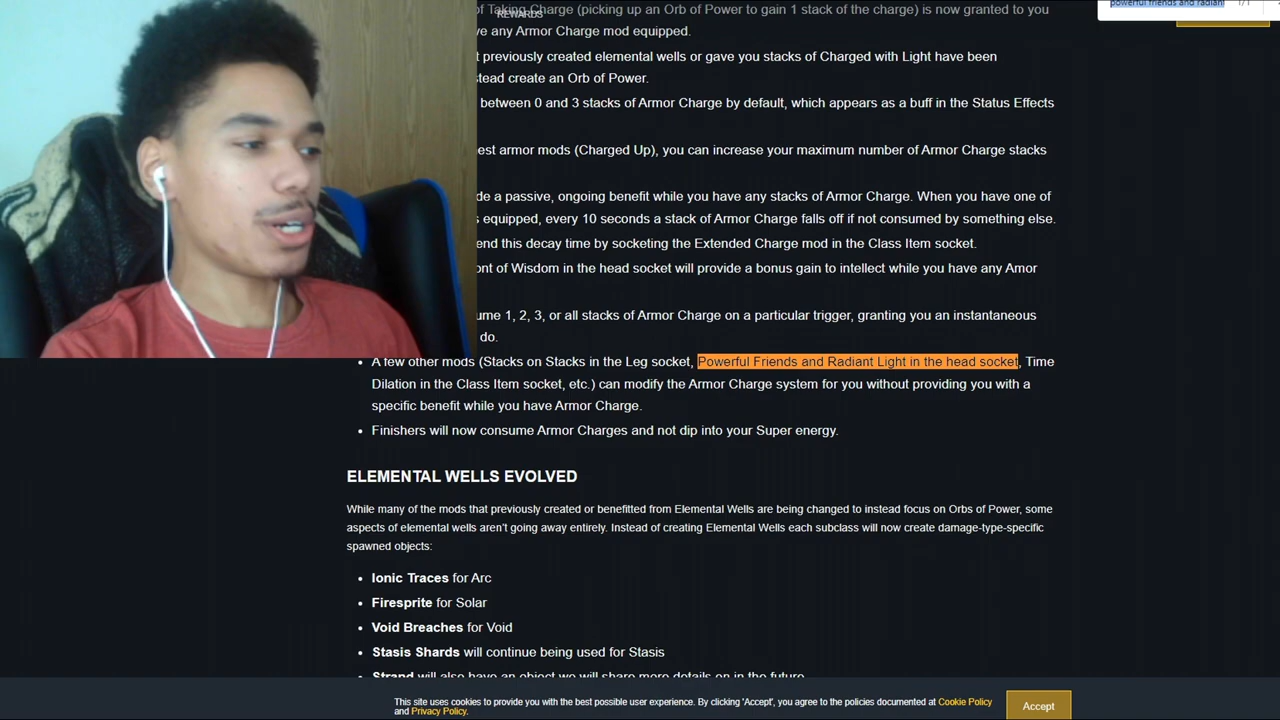 powerful friends and radiant 1/1
of Taking Charge (picking up an Orb of Power to gain 1 stack of the charge) is now granted to you
REWARDS
ve any Armor Charge mod equipped.
t previously created elemental wells or gave you stacks of Charged with Light have been
stead create an Orb of Power.
between 0 and 3 stacks of Armor Charge by default, which appears as a buff in the Status Effects
est armor mods (Charged Up), you can increase your maximum number of Armor Charge stacks
de a passive, ongoing benefit while you have any stacks of Armor Charge. When you have one of
s equipped, every 10 seconds a stack of Armor Charge falls off if not consumed by something else.
end this decay time by socketing the Extended Charge mod in the Class Item socket.
ont of Wisdom in the head socket will provide a bonus gain to intellect while you have any Amor
ume 1, 2, 3, or all stacks of Armor Charge on a particular trigger, granting you an instantaneous
do.
• A few other mods (Stacks on Stacks in the Leg socket, Powerful Friends and Radiant Light in the head socket, Time
Dilation in the Class Item socket, etc.) can modify the Armor Charge system for you without providing you with a
specific benefit while you have Armor Charge.
• Finishers will now consume Armor Charges and not dip into your Super energy.
ELEMENTAL WELLS EVOLVED
While many of the mods that previously created or benefitted from Elemental Wells are being changed to instead focus on Orbs of Power, some
aspects of elemental wells aren't going away entirely. Instead of creating Elemental Wells each subclass will now create damage-type-specific
spawned objects:
• Ionic Traces for Arc
• Firesprite for Solar
• Void Breaches for Void
• Stasis Shards will continue being used for Stasis
• Strand will also have an object we will share more details on in the future
This site uses cookies to provide you with the best possible user experience. By clicking 'Accept', you agree to the policies documented at Cookie Policy
and Privacy Policy.
Accept